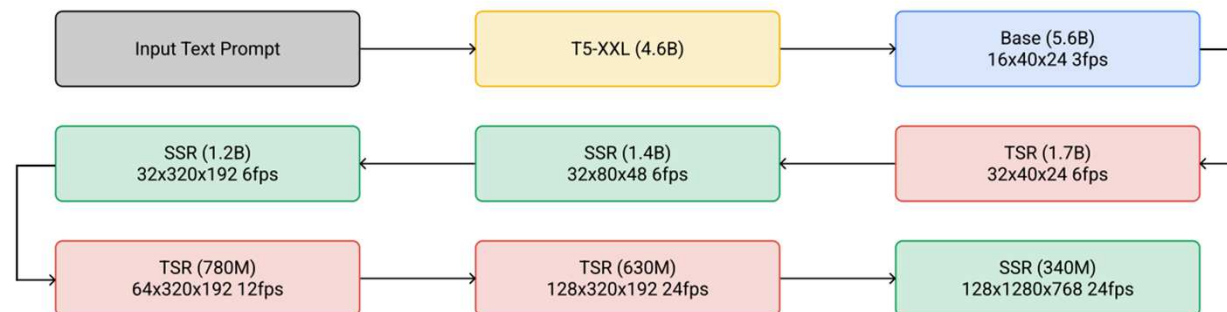 Input Text Prompt
T5-XXL (4.6B)
Base (5.6B)
16x40x24 3fps
TSR (1.7B)
32x40x24 6fps
SSR (1.4B)
32x80x48 6fps
SSR (1.2B)
32x320x192 6fps
TSR (780M)
64x320x192 12fps
TSR (630M)
128x320x192 24fps
SSR (340M)
128x1280x768 24fps